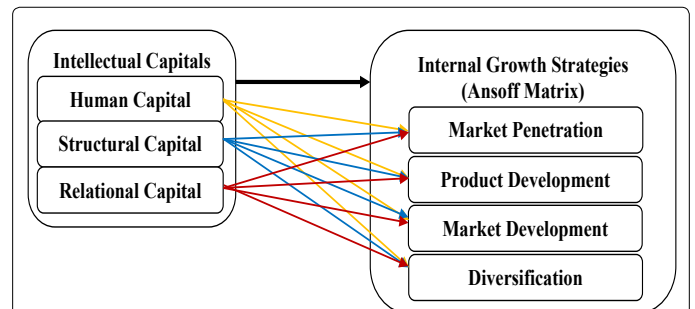 Intellectual Capitals
Human Capital
Structural Capital
Relational Capital
Internal Growth Strategies
(Ansoff Matrix)
Market Penetration
Product Development
Market Development
Diversification